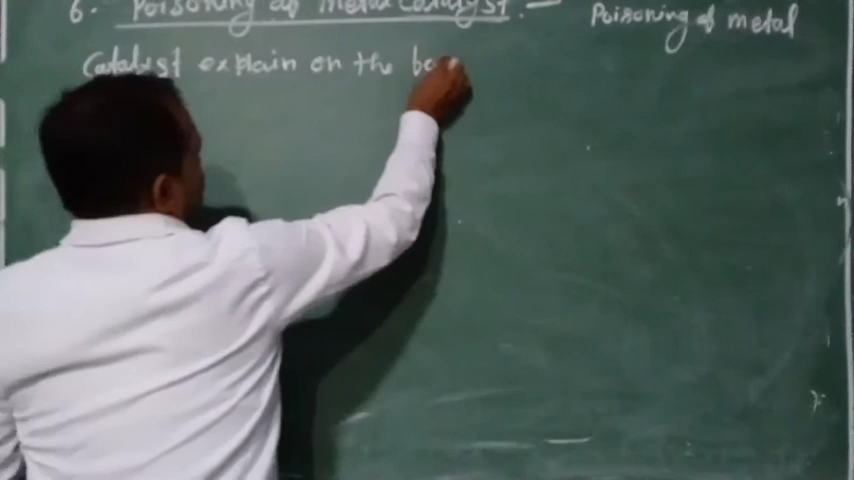 6. Poisoning of metal catalyst :— Poisoning of metal
Catalyst explain on the